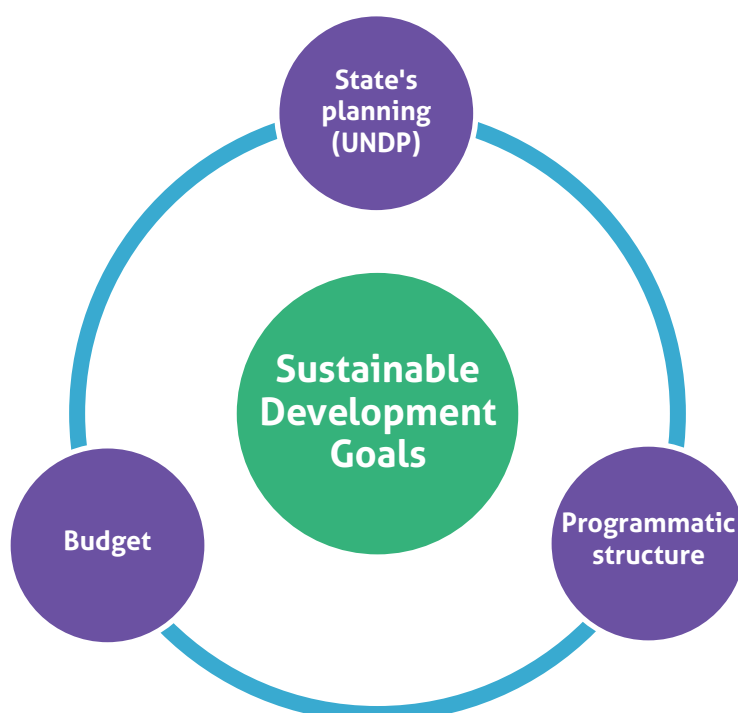 State's
planning
(UNDP)
Sustainable
Development
Goals
Budget
Programmatic
structure